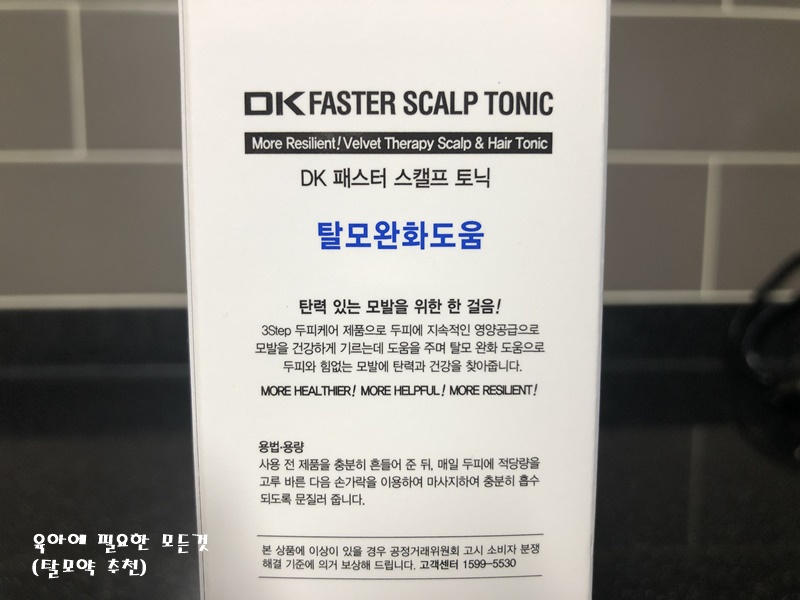 DK FASTER SCALP TONIC
More Resilient! Velvet Therapy Scalp & Hair Tonic
DK 패스터 스캘프 토닉
탈모완화도움
탄력 있는 모발을 위한 한 걸음!
3Step 두피케어 제품으로 두피에 지속적인 영양공급으로
모발을 건강하게 기르는데 도움을 주며 탈모 완화 도움으로
두피와 힘없는 모발에 탄력과 건강을 찾아줍니다.
MORE HEALTHIER! MORE HELPFUL! MORE RESILIENT!
용법·용량
사용 전 제품을 충분히 흔들어 준 뒤, 매일 두피에 적당량을
고루 바른 다음 손가락을 이용하여 마사지하여 충분히 흡수
되도록 문질러 줍니다.
본 상품에 이상이 있을 경우 공정거래위원회 고시 소비자 분쟁
해결 기준에 의거 보상해 드립니다. 고객센터 1599-5530
육아에 필요한 모든것
(탈모약 추천)